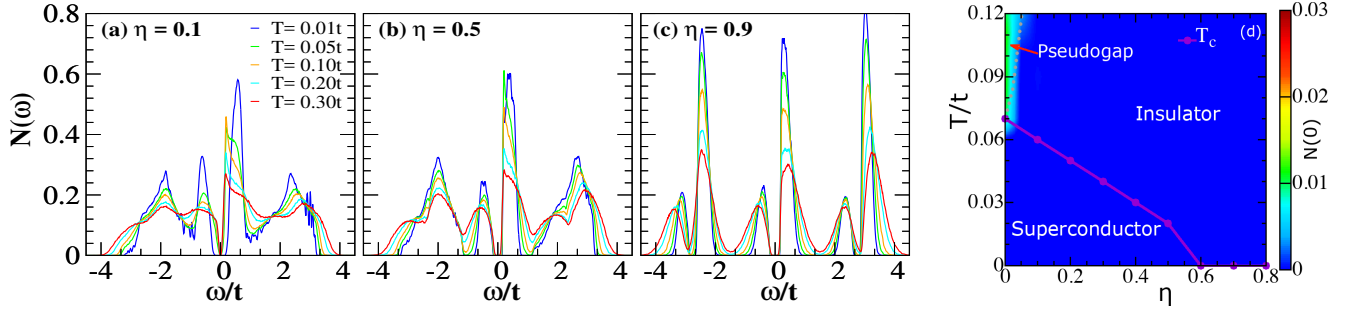 (a) η = 0.1
T= 0.01t
T= 0.05t
T= 0.10t
T= 0.20t
T= 0.30t
N(ω)
0.8
0.6
0.4
0.2
0
-4 -2 0 2 4
ω/t
(b) η = 0.5
-4 -2 0 2 4
ω/t
(c) η = 0.9
-4 -2 0 2 4
ω/t
(d)
T_c
Pseudogap
Insulator
Superconductor
T/t
0.12
0.09
0.06
0.03
0
0 0.2 0.4 0.6 0.8
η
N(0)
0.03
0.02
0.01
0